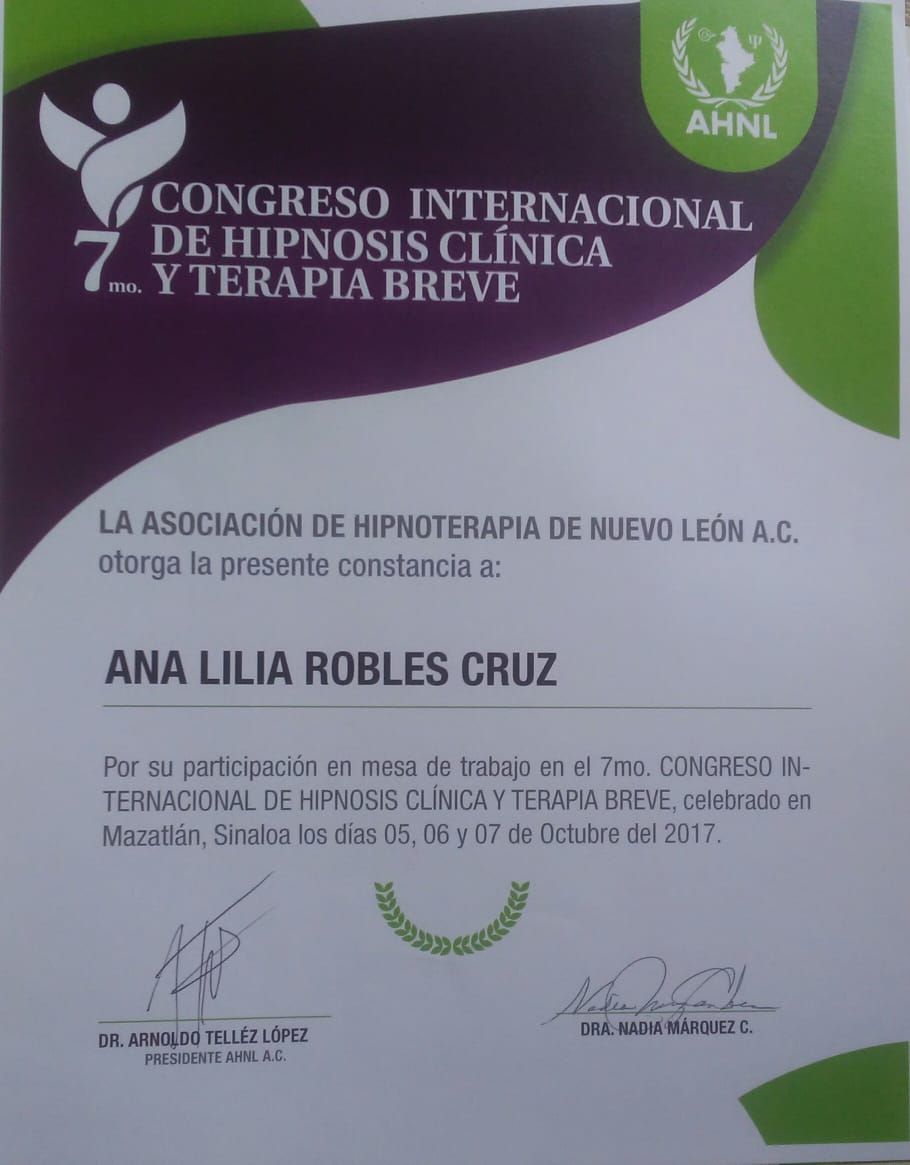 AHNL
CONGRESO INTERNACIONAL
DE HIPNOSIS CLÍNICA
7mo. Y TERAPIA BREVE
LA ASOCIACIÓN DE HIPNOTERAPIA DE NUEVO LEÓN A.C.
otorga la presente constancia a:
ANA LILIA ROBLES CRUZ
Por su participación en mesa de trabajo en el 7mo. CONGRESO IN-
TERNACIONAL DE HIPNOSIS CLÍNICA Y TERAPIA BREVE, celebrado en
Mazatlán, Sinaloa los días 05, 06 y 07 de Octubre del 2017.
DR. ARNOLDO TELLÉZ LÓPEZ
PRESIDENTE AHNL A.C.
DRA. NADIA MÁRQUEZ C.